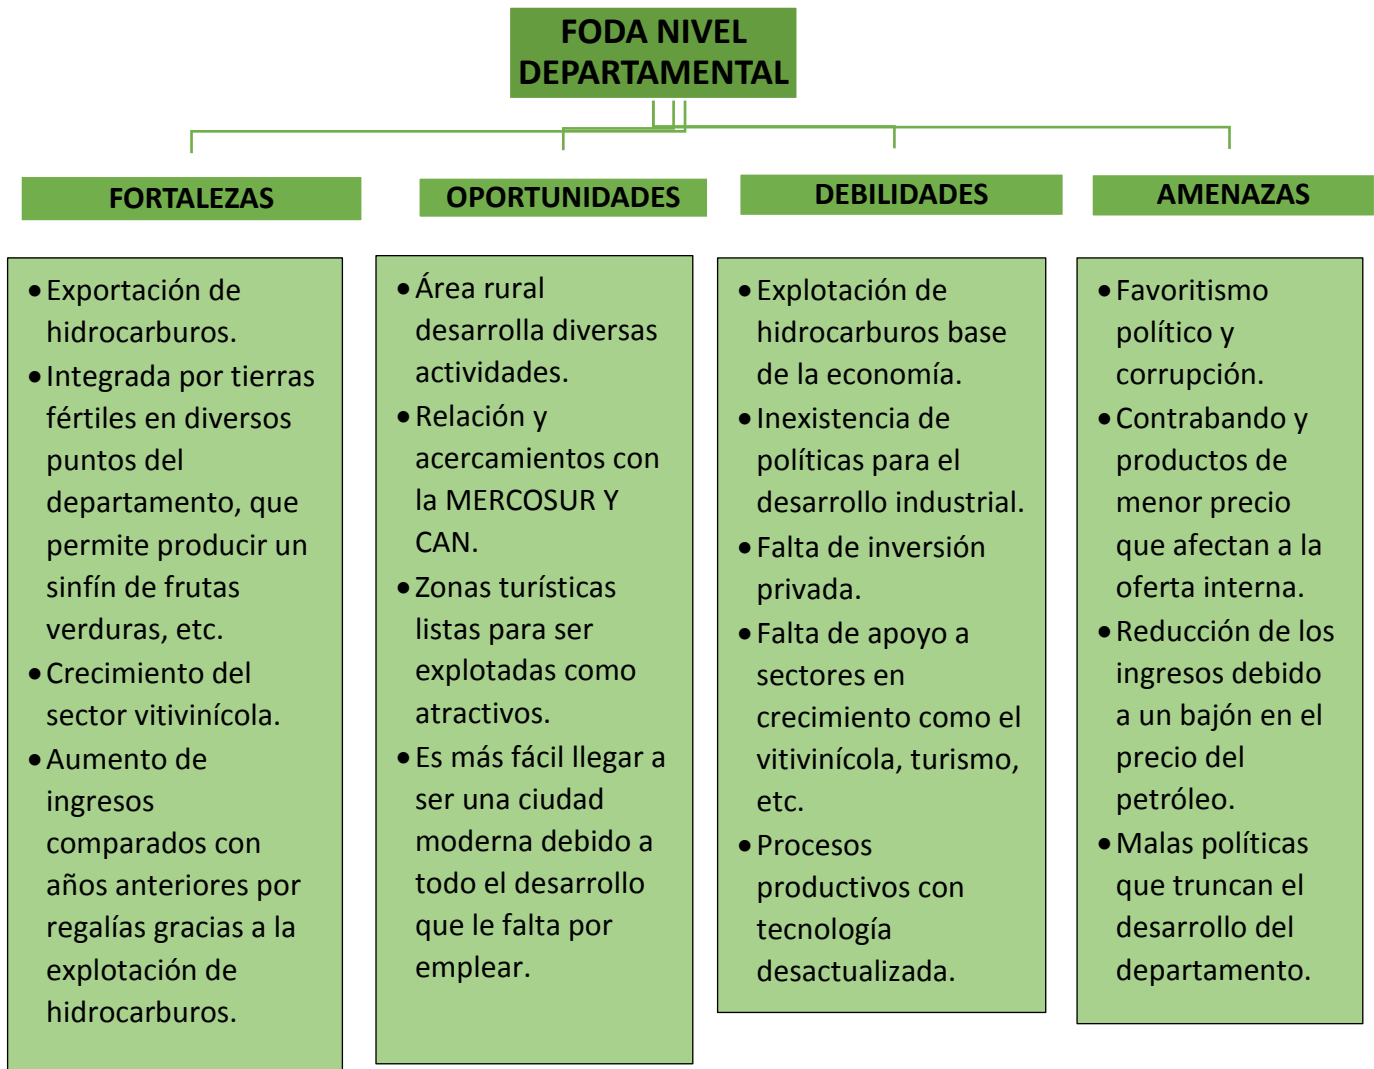 FODA NIVEL
DEPARTAMENTAL
FORTALEZAS
• Exportación de
hidrocarburos.
• Integrada por tierras
fértiles en diversos
puntos del
departamento, que
permite producir un
sinfín de frutas
verduras, etc.
• Crecimiento del
sector vitivinícola.
• Aumento de
ingresos
comparados con
años anteriores por
regalías gracias a la
explotación de
hidrocarburos.
OPORTUNIDADES
• Área rural
desarrolla diversas
actividades.
• Relación y
acercamientos con
la MERCOSUR Y
CAN.
• Zonas turísticas
listas para ser
explotadas como
atractivos.
• Es más fácil llegar a
ser una ciudad
moderna debido a
todo el desarrollo
que le falta por
emplear.
DEBILIDADES
• Explotación de
hidrocarburos base
de la economía.
• Inexistencia de
políticas para el
desarrollo industrial.
• Falta de inversión
privada.
• Falta de apoyo a
sectores en
crecimiento como el
vitivinícola, turismo,
etc.
• Procesos
productivos con
tecnología
desactualizada.
AMENAZAS
• Favoritismo
político y
corrupción.
• Contrabando y
productos de
menor precio
que afectan a la
oferta interna.
• Reducción de los
ingresos debido
a un bajón en el
precio del
petróleo.
• Malas políticas
que truncan el
desarrollo del
departamento.